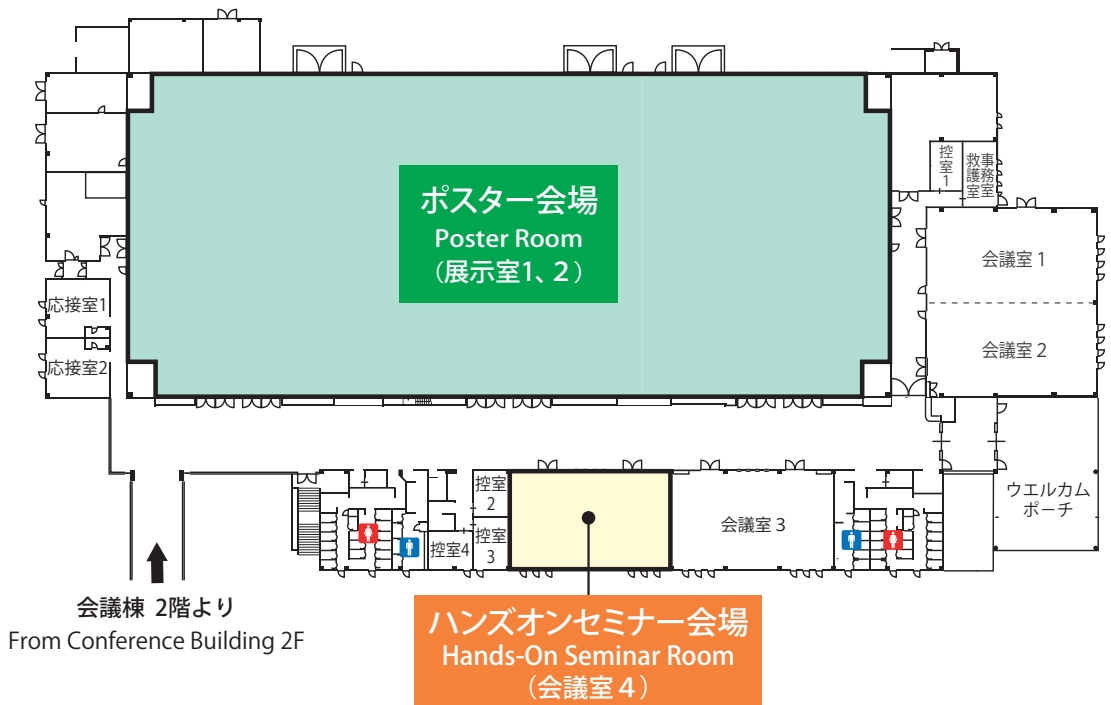 控室1
事務室
救護室
ポスター会場
Poster Room
（展示室1、2）
会議室 1
応接室1
会議室 2
応接室2
控室2
ウエルカム
ポーチ
会議室 3
控室3
控室4
会議棟 2階より
From Conference Building 2F
ハンズオンセミナー会場
Hands-On Seminar Room
（会議室 4）